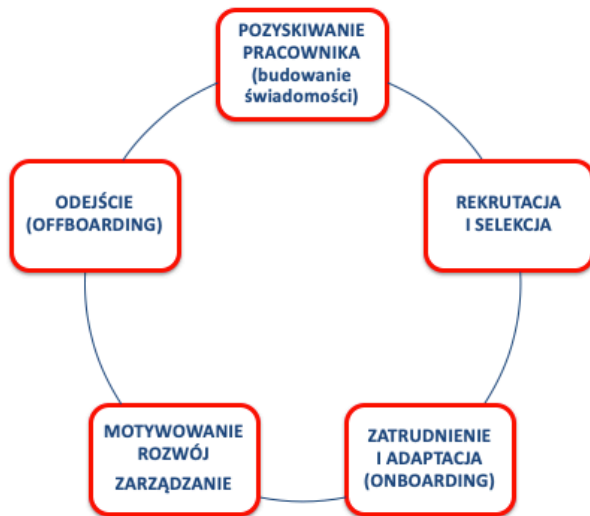 POZYSKIWANIE
PRACOWNIKA
(budowanie
świadomości)
REKRUTACJA
I SELEKCJA
ZATRUDNIENIE
I ADAPTACJA
(ONBOARDING)
MOTYWOWANIE
ROZWÓJ
ZARZĄDZANIE
ODEJŚCIE
(OFFBOARDING)